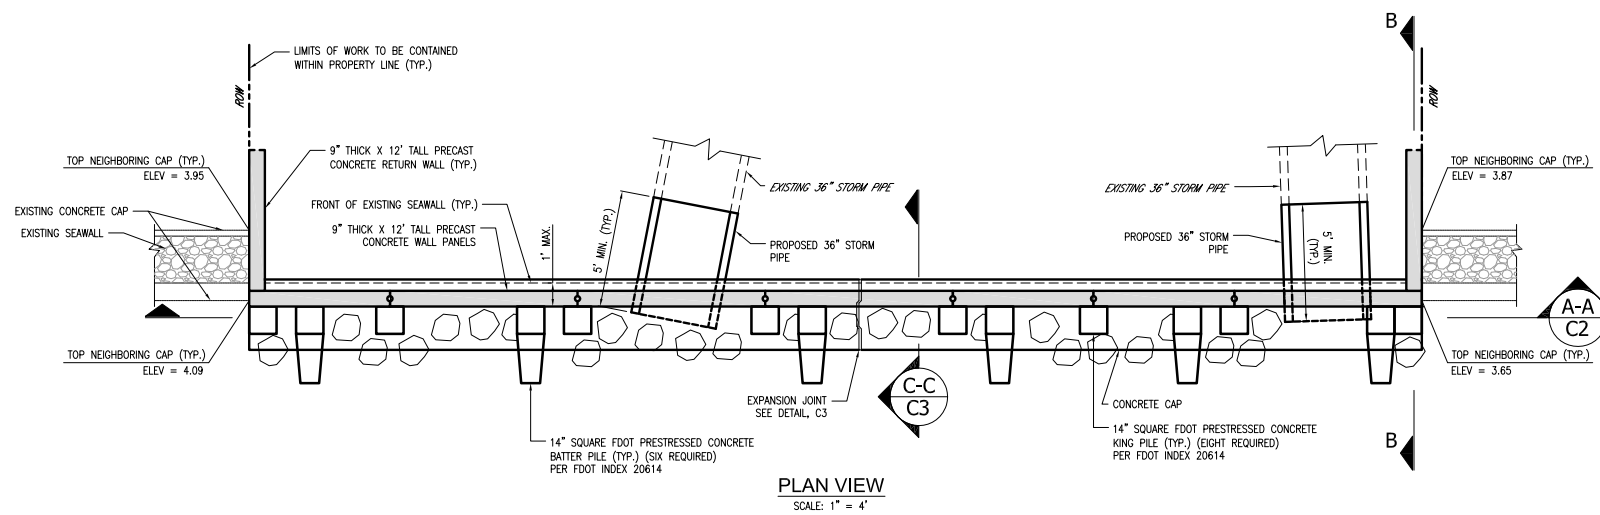 B
LIMITS OF WORK TO BE CONTAINED
WITHIN PROPERTY LINE (TYP.)
ROW
ROW
9" THICK X 12' TALL PRECAST
CONCRETE RETURN WALL (TYP.)
TOP NEIGHBORING CAP (TYP.)
ELEV = 3.95
TOP NEIGHBORING CAP (TYP.)
ELEV = 3.87
EXISTING 36" STORM PIPE
EXISTING 36" STORM PIPE
EXISTING CONCRETE CAP
EXISTING SEAWALL
FRONT OF EXISTING SEAWALL (TYP.)
9" THICK X 12' TALL PRECAST
CONCRETE WALL PANELS
1' MAX.
5' MIN. (TYP.)
PROPOSED 36" STORM
PIPE
PROPOSED 36" STORM
PIPE
5' MIN.
(TYP.)
A-A
C2
TOP NEIGHBORING CAP (TYP.)
ELEV = 4.09
TOP NEIGHBORING CAP (TYP.)
ELEV = 3.65
EXPANSION JOINT
SEE DETAIL, C3
C-C
C3
CONCRETE CAP
14" SQUARE FDOT PRESTRESSED CONCRETE
BATTER PILE (TYP.) (SIX REQUIRED)
PER FDOT INDEX 20614
14" SQUARE FDOT PRESTRESSED CONCRETE
KING PILE (TYP.) (EIGHT REQUIRED)
PER FDOT INDEX 20614
B
PLAN VIEW
SCALE: 1" = 4'